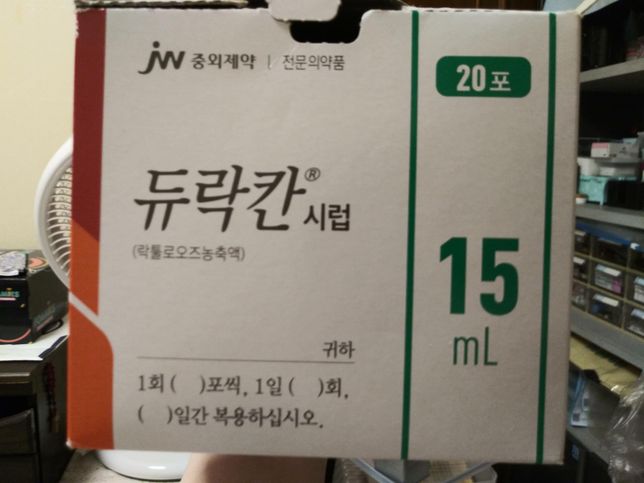 JW 중외제약 | 전문의약품
20포
듀락칸® 시럽
(락툴로오즈농축액)
15
mL
귀하
1회 ( )포씩, 1일 ( )회,
( )일간 복용하십시오.